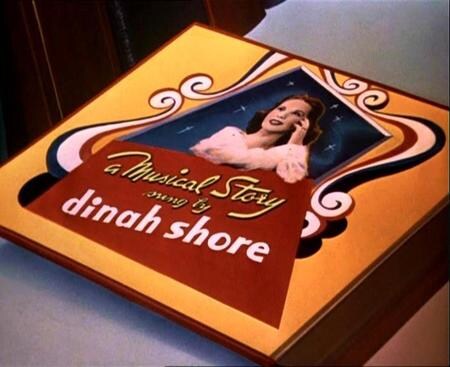 a Musical Story
sung by
dinah shore